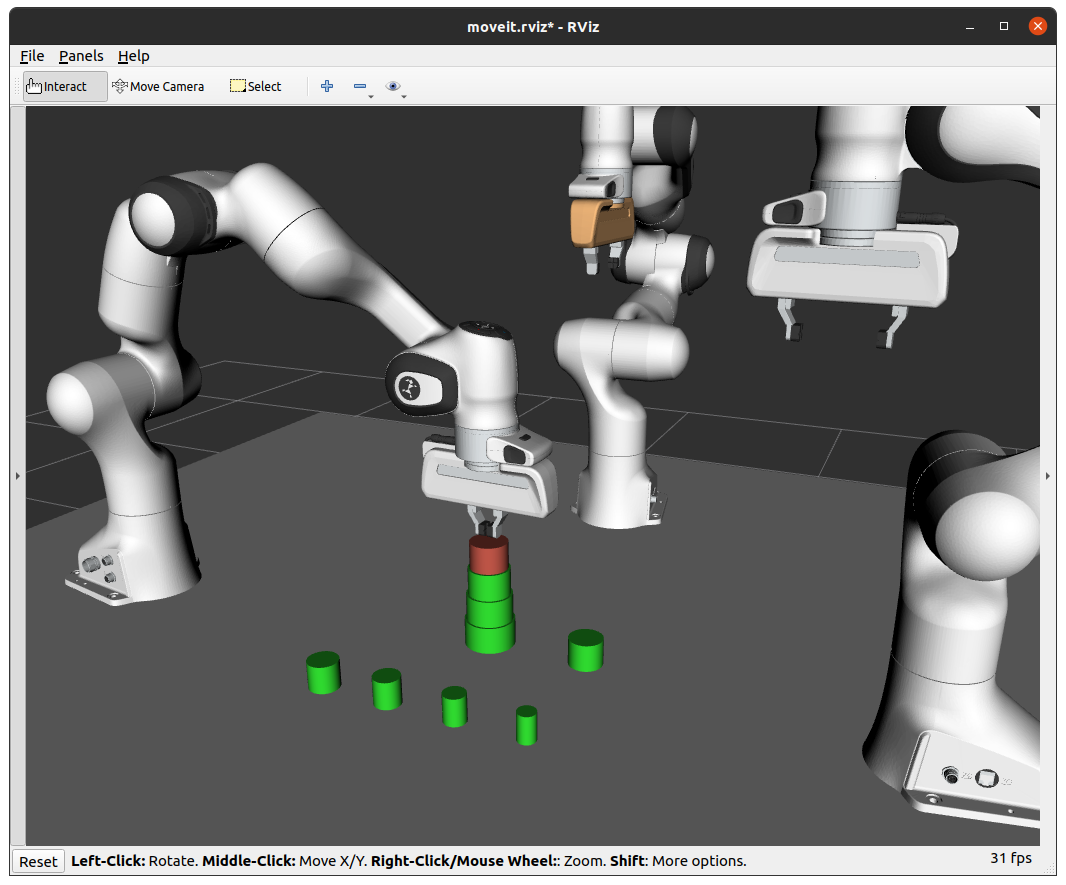 moveit.rviz* - RViz
File Panels Help
Interact Move Camera Select
Reset Left-Click: Rotate. Middle-Click: Move X/Y. Right-Click/Mouse Wheel:: Zoom. Shift: More options. 31 fps